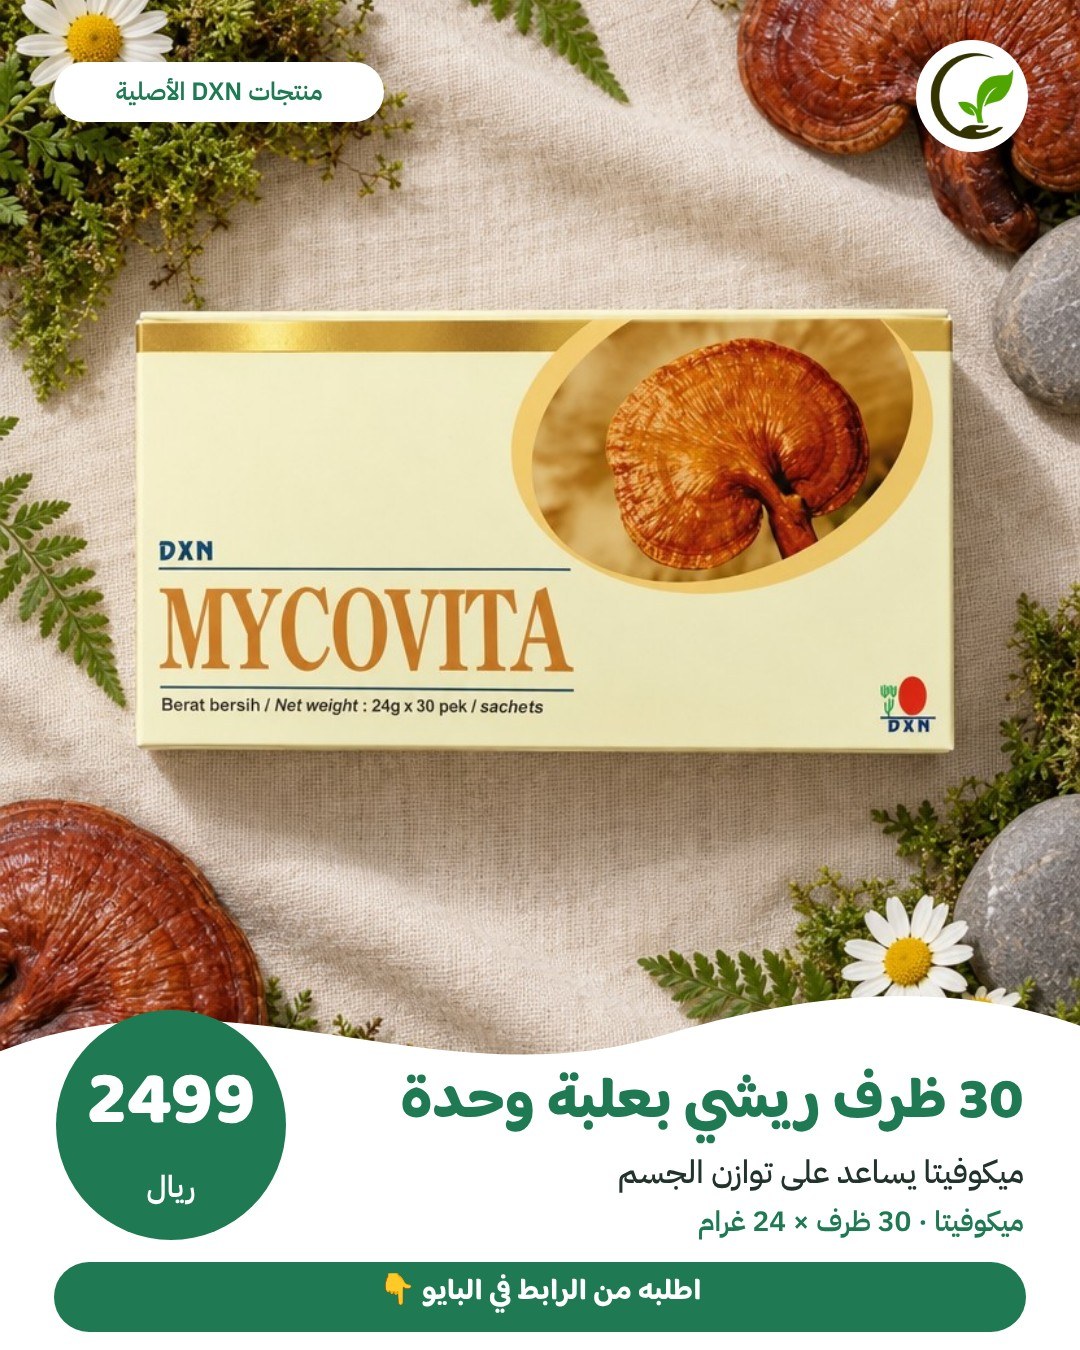 منتجات DXN الأصلية
DXN
MYCOVITA
Berat bersih / Net weight : 24g x 30 pek / sachets
DXN
30 ظرف ريشي بعلبة وحدة
ميكوفيتا يساعد على توازن الجسم
ميكوفيتا · 30 ظرف × 24 غرام
2499
ريال
اطلبه من الرابط في البايو 👇